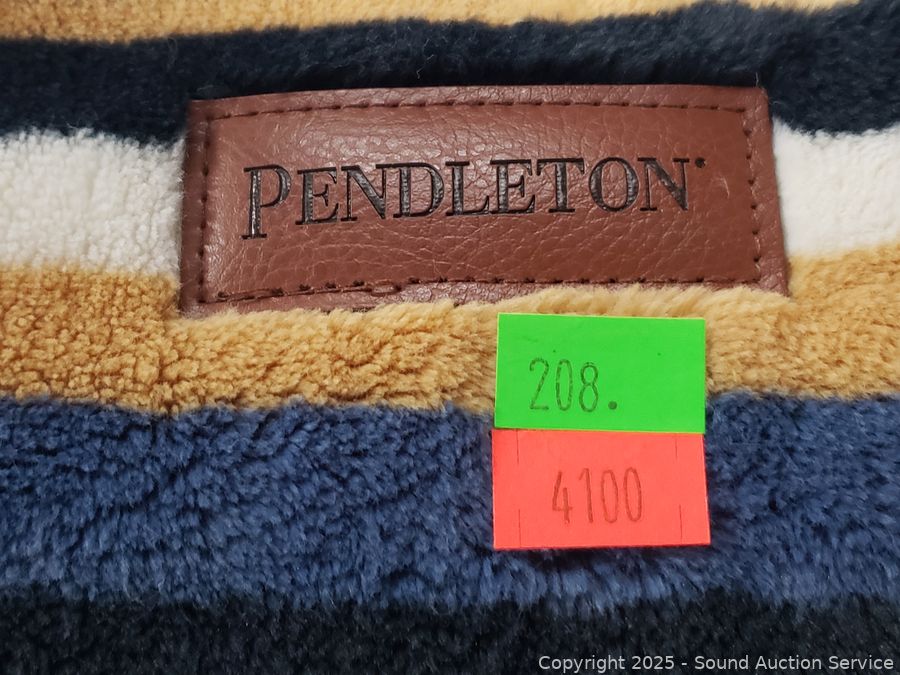 PENDLETON
208.
4100
Copyright 2025 - Sound Auction Service